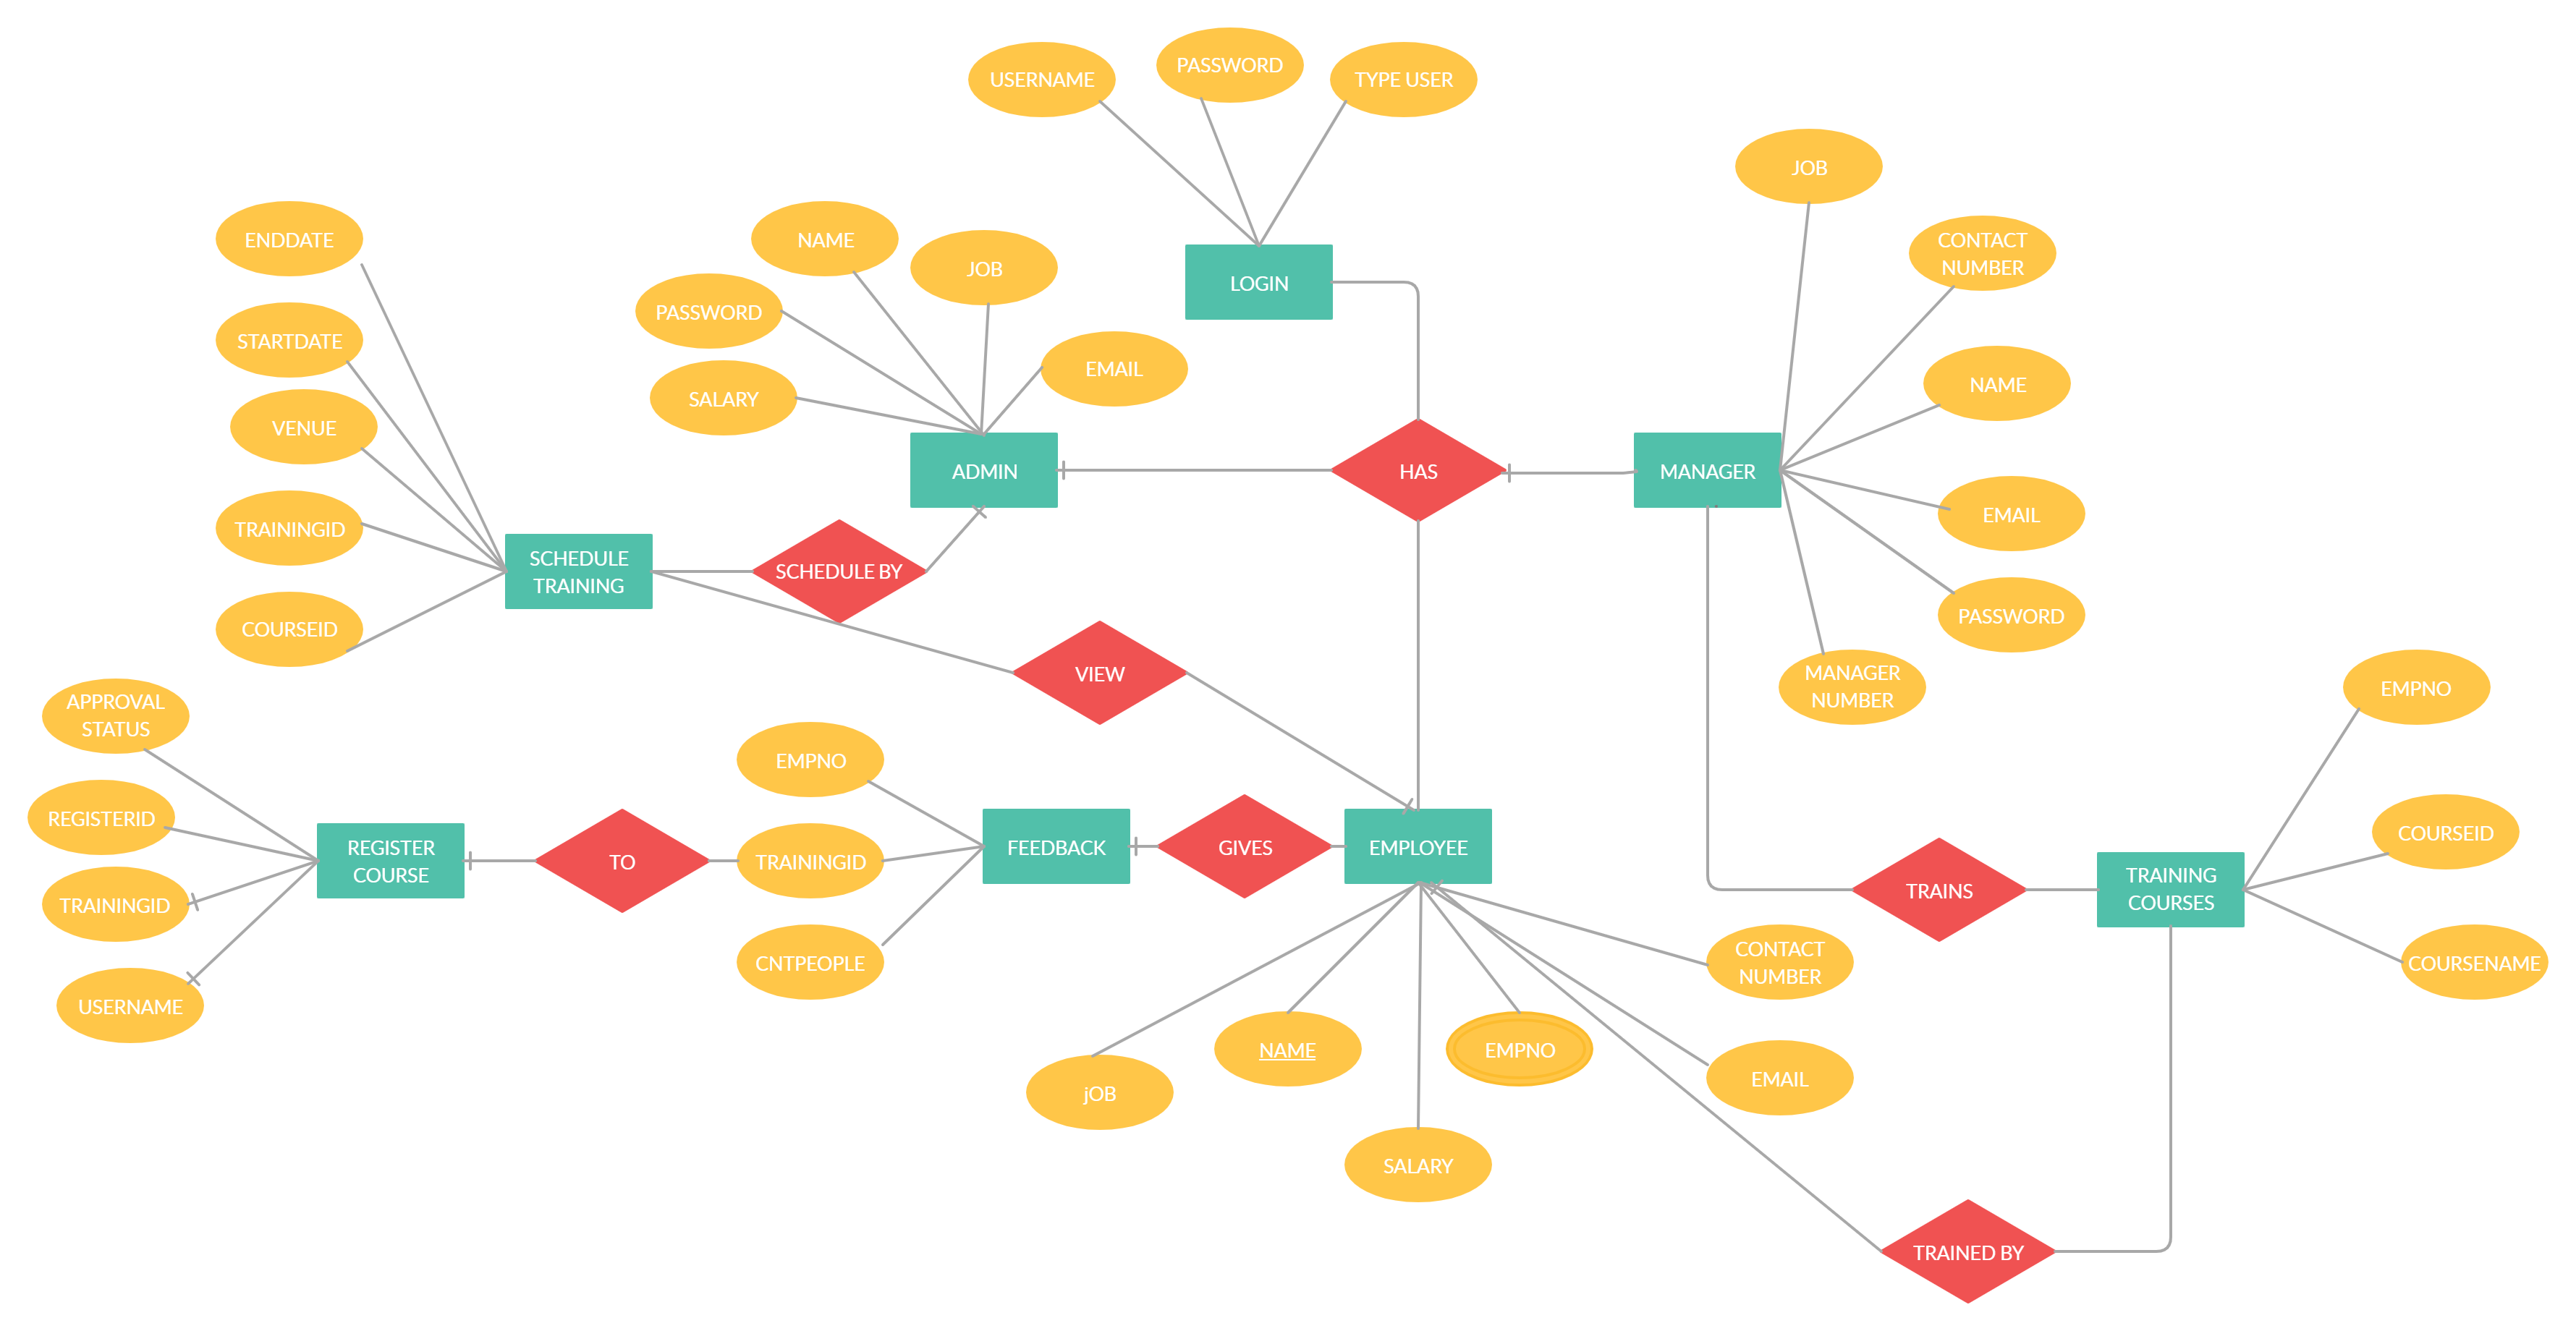 USERNAME
PASSWORD
TYPE USER
LOGIN
ENDDATE
STARTDATE
VENUE
TRAININGID
COURSEID
SCHEDULE
TRAINING
NAME
JOB
PASSWORD
EMAIL
SALARY
ADMIN
SCHEDULE BY
HAS
VIEW
JOB
CONTACT
NUMBER
NAME
EMAIL
PASSWORD
MANAGER
NUMBER
MANAGER
APPROVAL
STATUS
REGISTERID
TRAININGID
USERNAME
REGISTER
COURSE
TO
EMPNO
TRAININGID
CNTPEOPLE
FEEDBACK
GIVES
EMPLOYEE
jOB
NAME
SALARY
EMPNO
CONTACT
NUMBER
EMAIL
TRAINS
TRAINING
COURSES
EMPNO
COURSEID
COURSENAME
TRAINED BY